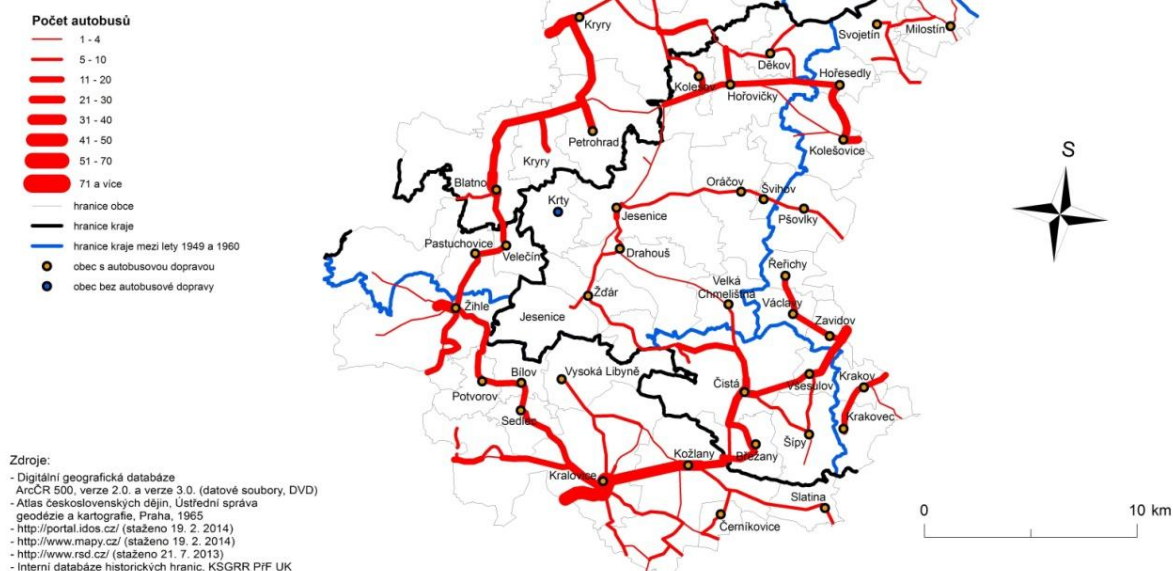 Počet autobusů
1 - 4
5 - 10
11 - 20
21 - 30
31 - 40
41 - 50
51 - 70
71 a více
hranice obce
hranice kraje
hranice kraje mezi lety 1949 a 1960
obec s autobusovou dopravou
obec bez autobusové dopravy
Kryry
Svojetín
Milostín
Děkov
Kolešov
Hořovičky
Hořesedly
Petrohrad
Kryry
Kolešovice
S
Blatno
Krty
Oráčov
Švihov
Jesenice
Pšovlky
Pastuchovice
Velečín
Drahouš
Řeřichy
Velká
Chmelištná
Žihle
Žďár
Jesenice
Václavy
Zavidov
Bílov
Vysoká Libyně
Potvorov
Čistá
Všesulov
Krakov
Sedlec
Krakovec
Šípy
Kožlany
Břežany
Kralovice
Slatina
Černíkovice
Zdroje:
- Digitální geografická databáze
ArcČR 500, verze 2.0. a verze 3.0. (datové soubory, DVD)
- Atlas československých dějin, Ústřední správa
geodézie a kartografie, Praha, 1965
- http://portal.idos.cz/ (staženo 19. 2. 2014)
- http://www.mapy.cz/ (staženo 19. 2. 2014)
- http://www.rsd.cz/ (staženo 21. 7. 2013)
- Interní databáze historických hranic, KSGRR PřF UK
0 10 km